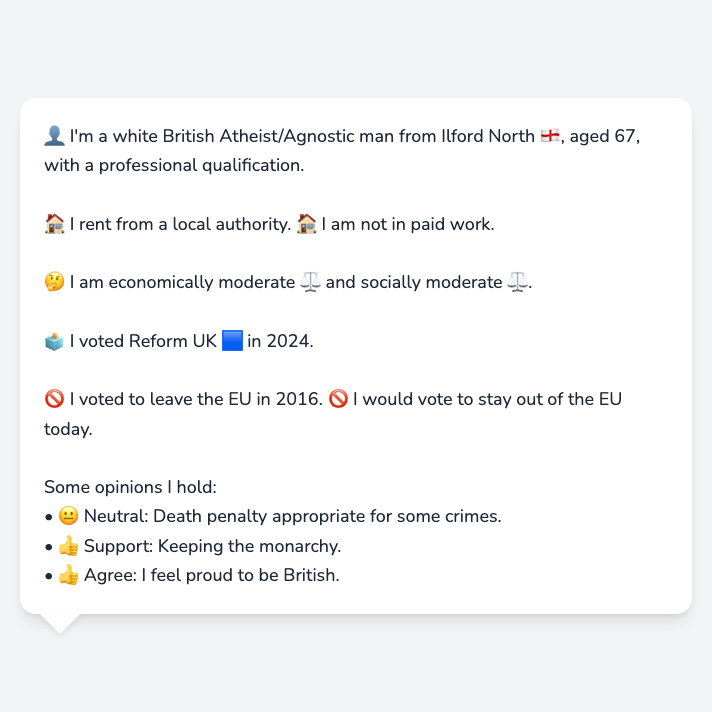 👤 I'm a white British Atheist/Agnostic man from Ilford North 🏴󠁧󠁢󠁥󠁮󠁧󠁿, aged 67,
with a professional qualification.
🏠 I rent from a local authority. 🏠 I am not in paid work.
🤔 I am economically moderate ⚖️ and socially moderate ⚖️.
🗳️ I voted Reform UK 🟦 in 2024.
🚫 I voted to leave the EU in 2016. 🚫 I would vote to stay out of the EU
today.
Some opinions I hold:
• 😐 Neutral: Death penalty appropriate for some crimes.
• 👍 Support: Keeping the monarchy.
• 👍 Agree: I feel proud to be British.